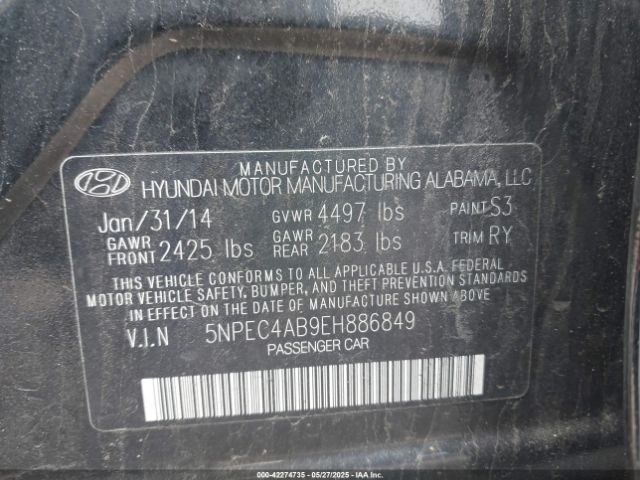 MANUFACTURED BY
HYUNDAI MOTOR MANUFACTURING ALABAMA, LLC
Jan/31/14 GVWR 4497 lbs PAINT S3
GAWR FRONT 2425 lbs GAWR REAR 2183 lbs TRIM RY
THIS VEHICLE CONFORMS TO ALL APPLICABLE U.S.A. FEDERAL
MOTOR VEHICLE SAFETY, BUMPER, AND THEFT PREVENTION STANDARDS
IN EFFECT ON THE DATE OF MANUFACTURE SHOWN ABOVE.
V.I.N 5NPEC4AB9EH886849
PASSENGER CAR
000-42274735 - 05/27/2025 - IAAI.COM